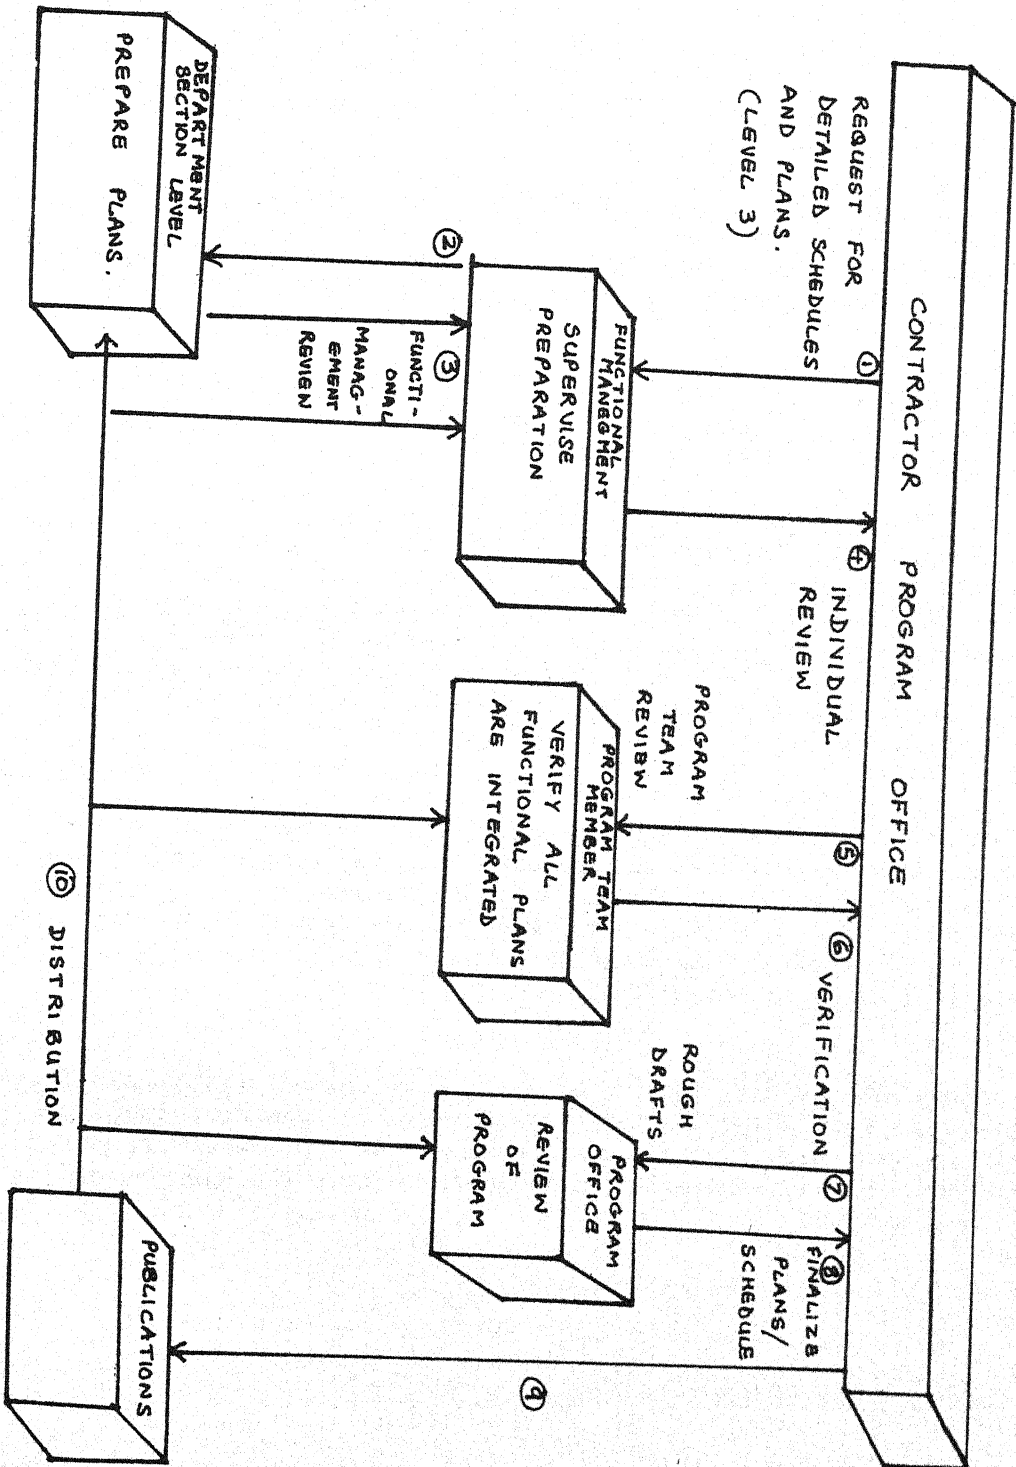 CONTRACTOR PROGRAM OFFICE
REQUEST FOR
DETAILED SCHEDULES
AND PLANS.
(LEVEL 3)
①
④
INDIVIDUAL
REVIEW
⑤
PROGRAM
TEAM
REVIEW
⑥ VERIFICATION
⑦
ROUGH
DRAFTS
⑧
FINALIZE
PLANS/
SCHEDULE
FUNCTIONAL
MANEGMENT
SUPERVISE
PREPARATION
PROGRAM TEAM
MEMBER
VERIFY ALL
FUNCTIONAL PLANS
ARE INTEGRATED
PROGRAM
OFFICE
REVIEW
OF
PROGRAM
⑨
②
③
FUNCTI-
ONAL
MANAG-
EMENT
REVIEN
DEPARTMENT
SECTION LEVEL
PREPARE PLANS.
⑩ DISTRIBUTION
PUBLICATIONS